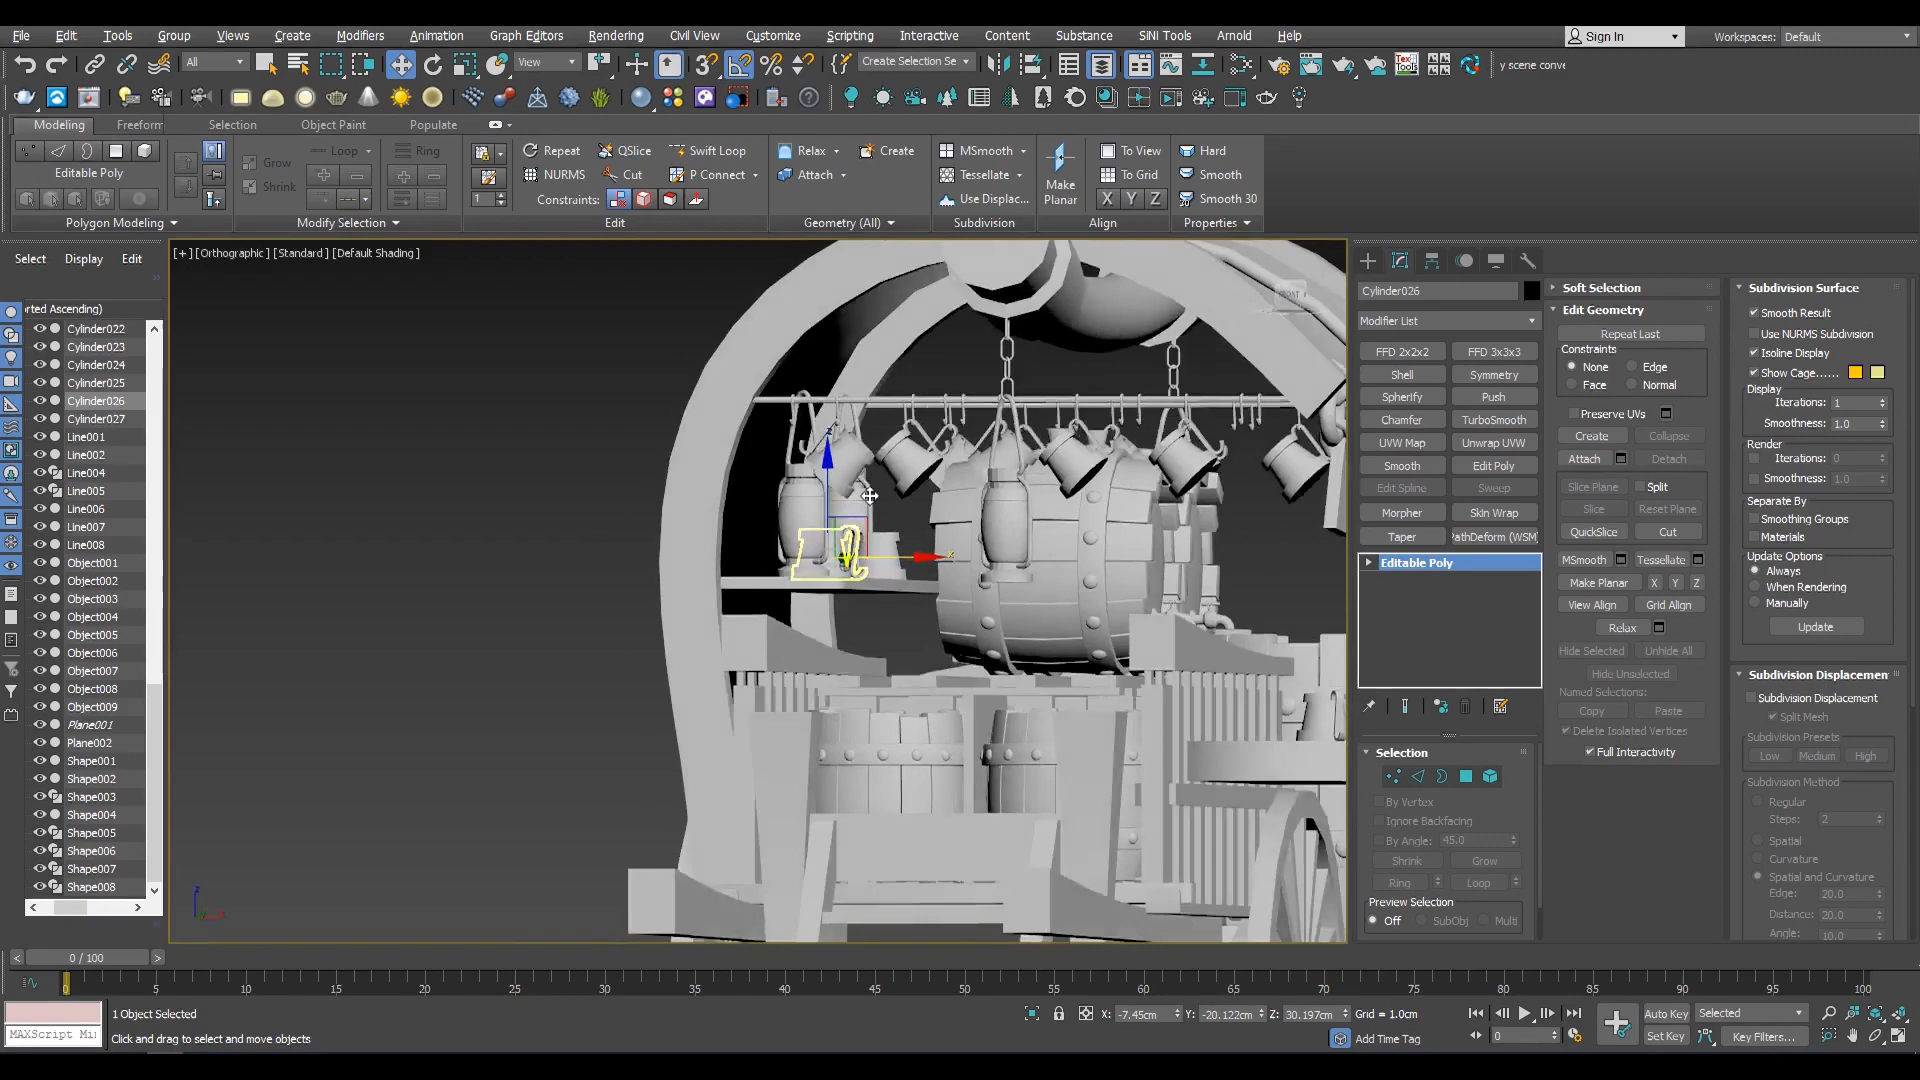 File Edit Tools Group Views Create Modifiers Animation Graph Editors Rendering Civil View Customize Scripting Interactive Content Substance SINI Tools Arnold Help Sign In Workspaces: Default
All View Create Selection Se y scene conve
Modeling Freeform Selection Object Paint Populate
Loop Ring Repeat QSlice Swift Loop Relax Create MSmooth To View Hard
Grow
Editable Poly NURMS Cut P Connect Attach Tessellate Make Planar To Grid Smooth
Shrink
1 Constraints: Use Displac... X Y Z Smooth 30
Polygon Modeling Modify Selection Edit Geometry (All) Subdivision Align Properties
Select Display Edit
[+] [Orthographic] [Standard] [Default Shading]
rted Ascending)
Cylinder022
Cylinder023
Cylinder024
Cylinder025
Cylinder026
Cylinder027
Line001
Line002
Line004
Line005
Line006
Line007
Line008
Object001
Object002
Object003
Object004
Object005
Object006
Object007
Object008
Object009
Plane001
Plane002
Shape001
Shape002
Shape003
Shape004
Shape005
Shape006
Shape007
Shape008
Cylinder026
Modifier List
FFD 2x2x2 FFD 3x3x3
Shell Symmetry
Spherify Push
Chamfer TurboSmooth
UVW Map Unwrap UVW
Smooth Edit Poly
Edit Spline Sweep
Morpher Skin Wrap
Taper PathDeform (WSM)
Editable Poly
Selection
By Vertex
Ignore Backfacing
By Angle: 45.0
Shrink Grow
Ring Loop
Preview Selection
Off SubObj Multi
Soft Selection
Edit Geometry
Repeat Last
Constraints
None Edge
Face Normal
Preserve UVs
Create Collapse
Attach Detach
Slice Plane Split
Slice Reset Plane
QuickSlice Cut
MSmooth Tessellate
Make Planar X Y Z
View Align Grid Align
Relax
Hide Selected Unhide All
Hide Unselected
Named Selections:
Copy Paste
Delete Isolated Vertices
Full Interactivity
Subdivision Surface
Smooth Result
Use NURMS Subdivision
Isoline Display
Show Cage......
Display
Iterations: 1
Smoothness: 1.0
Render
Iterations: 0
Smoothness: 1.0
Separate By
Smoothing Groups
Materials
Update Options
Always
When Rendering
Manually
Update
Subdivision Displacemen
Subdivision Displacement
Split Mesh
Subdivision Presets
Low Medium High
Subdivision Method
Regular
Steps: 2
Spatial
Curvature
Spatial and Curvature
Edge: 20.0
Distance: 20.0
Angle: 10.0
< 0 / 100 >
0 5 10 15 20 25 30 35 40 45 50 55 60 65 70 75 80 85 90 95 100
1 Object Selected X: -7.45cm Y: -20.122cm Z: 30.197cm Grid = 1.0cm Auto Key Selected
MAXScript Mi Click and drag to select and move objects Add Time Tag 0 Set Key Key Filters...